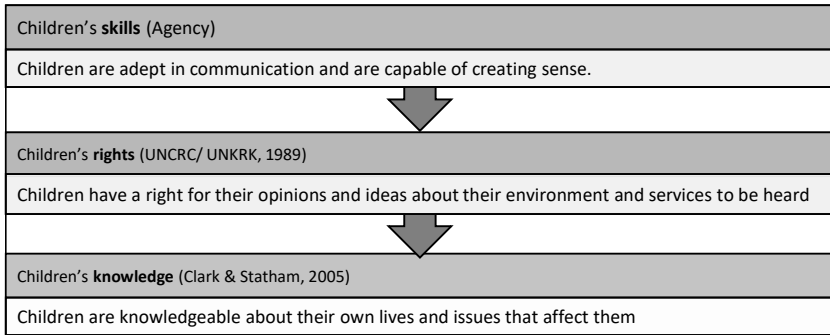 Children’s skills (Agency)
Children are adept in communication and are capable of creating sense.
Children’s rights (UNCRC/ UNKRK, 1989)
Children have a right for their opinions and ideas about their environment and services to be heard
Children’s knowledge (Clark & Statham, 2005)
Children are knowledgeable about their own lives and issues that affect them